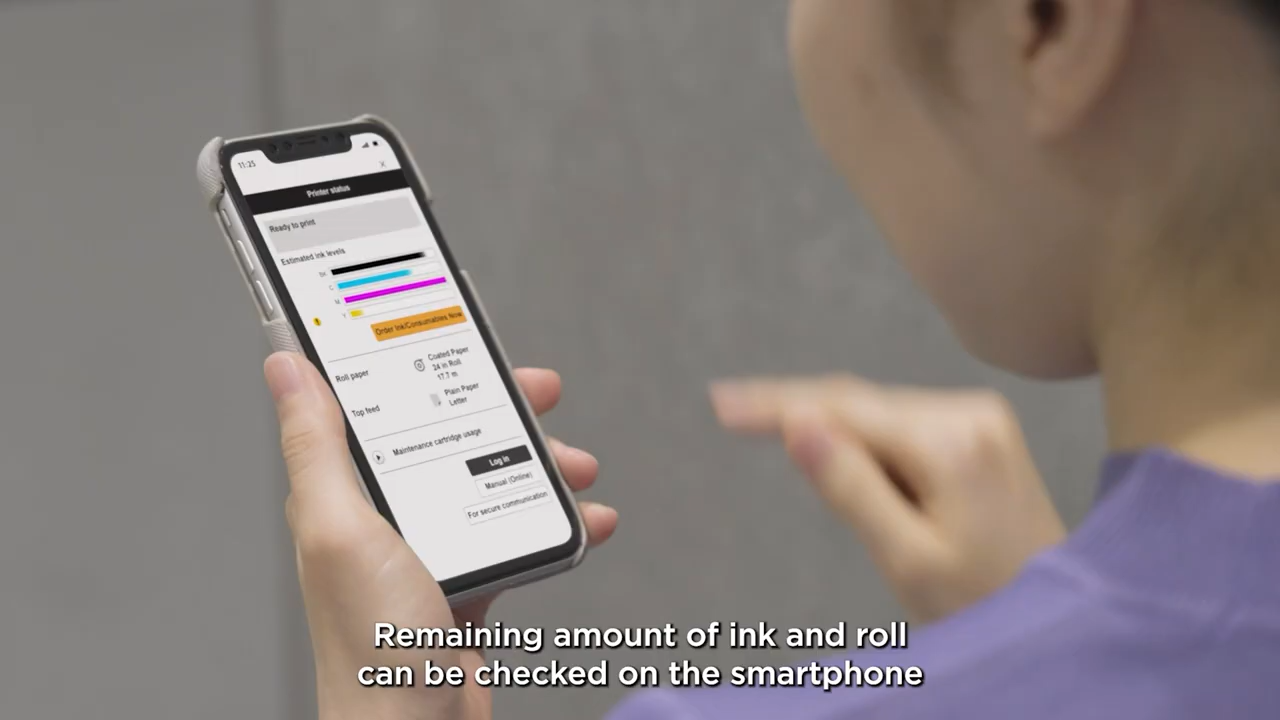 11:25
Printer status
Ready to print
Estimated ink levels
C
M
Y
Order Ink/Consumables Now
Roll paper
Coated Paper
24 in Roll
17.7 m
Top feed
Plain Paper
Letter
Maintenance cartridge usage
Log in
Manual (Online)
For secure communication
Remaining amount of ink and roll
can be checked on the smartphone